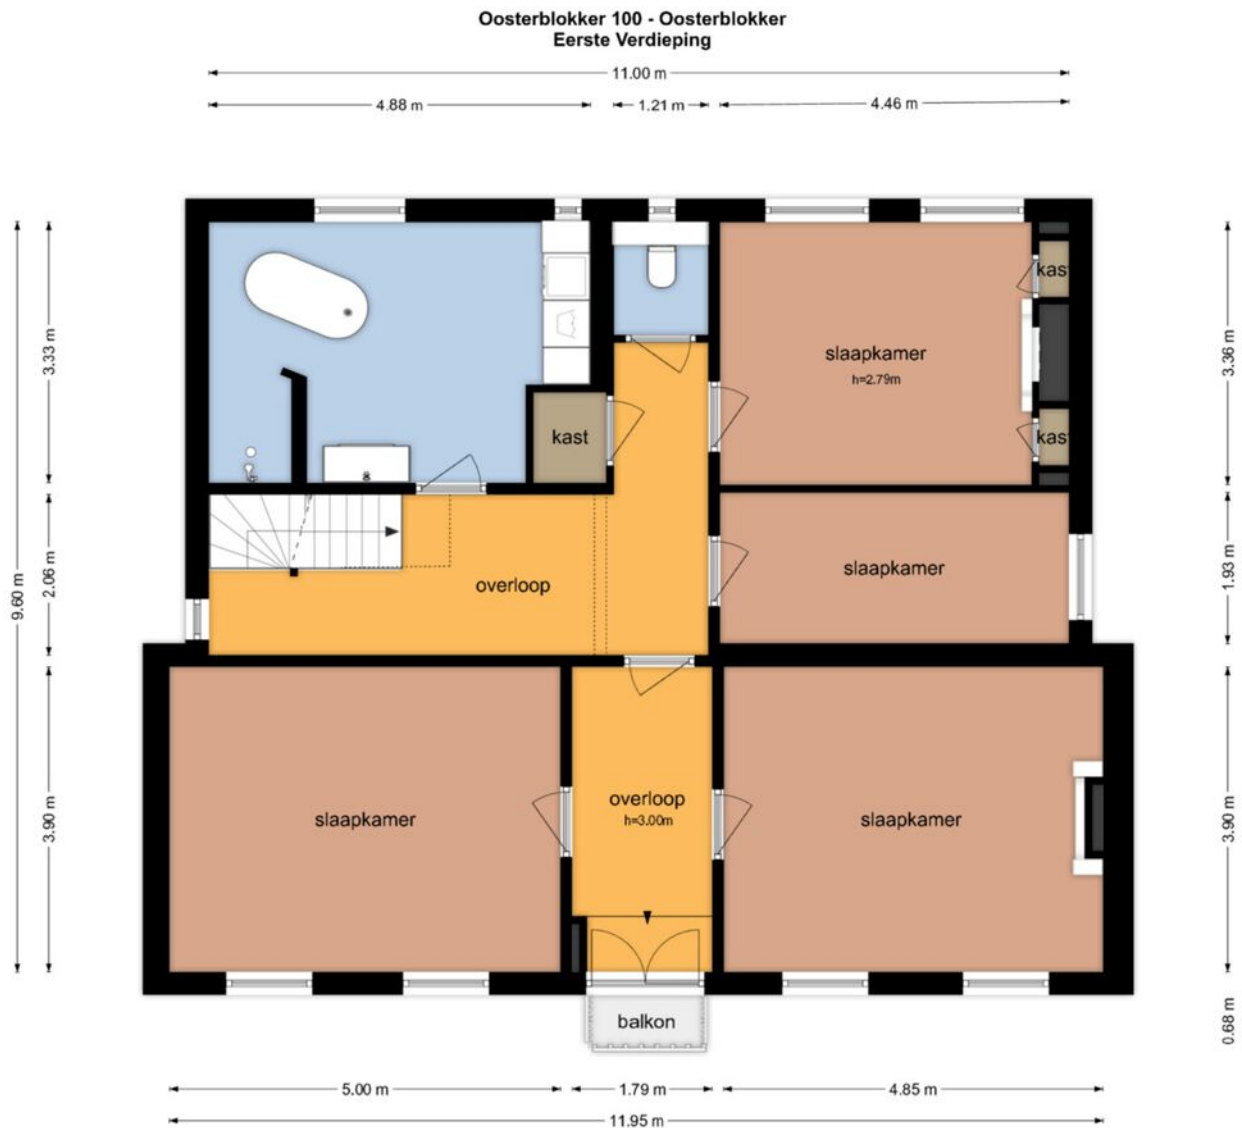 Oosterblokker 100 - Oosterblokker
Eerste Verdieping
11.00 m
4.88 m
1.21 m
4.46 m
9.60 m
3.33 m
2.06 m
3.90 m
kast
slaapkamer
h=2.79m
kas
kas
overloop
slaapkamer
slaapkamer
overloop
h=3.00m
slaapkamer
balkon
3.36 m
1.93 m
3.90 m
0.68 m
5.00 m
1.79 m
4.85 m
11.95 m